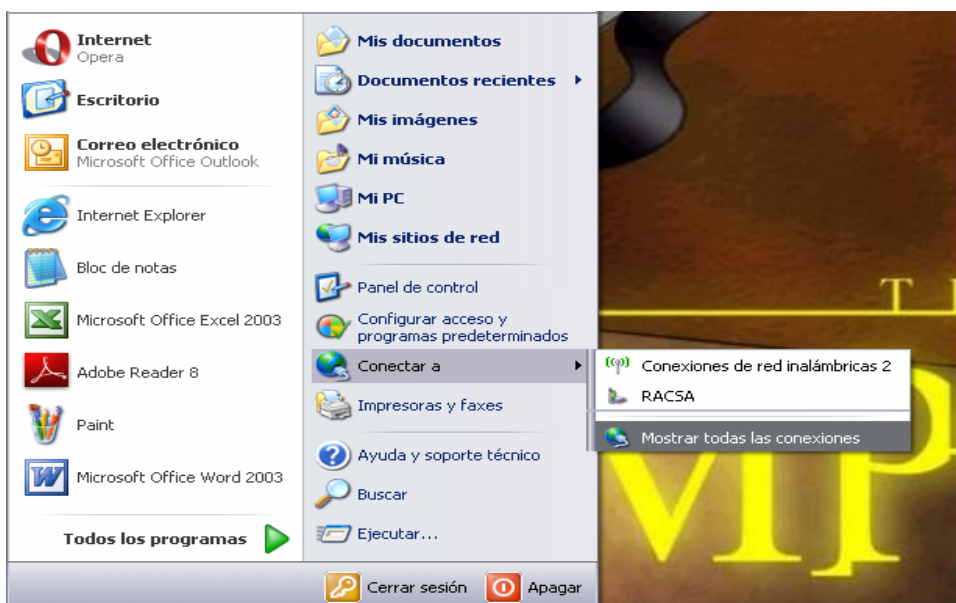 Internet
Opera
Escritorio
Correo electrónico
Microsoft Office Outlook
Internet Explorer
Bloc de notas
Microsoft Office Excel 2003
Adobe Reader 8
Paint
Microsoft Office Word 2003
Todos los programas
Mis documentos
Documentos recientes
Mis imágenes
Mi música
Mi PC
Mis sitios de red
Panel de control
Configurar acceso y
programas predeterminados
Conectar a
Impresoras y faxes
Ayuda y soporte técnico
Buscar
Ejecutar...
Conexiones de red inalámbricas 2
RACSA
Mostrar todas las conexiones
Cerrar sesión
Apagar